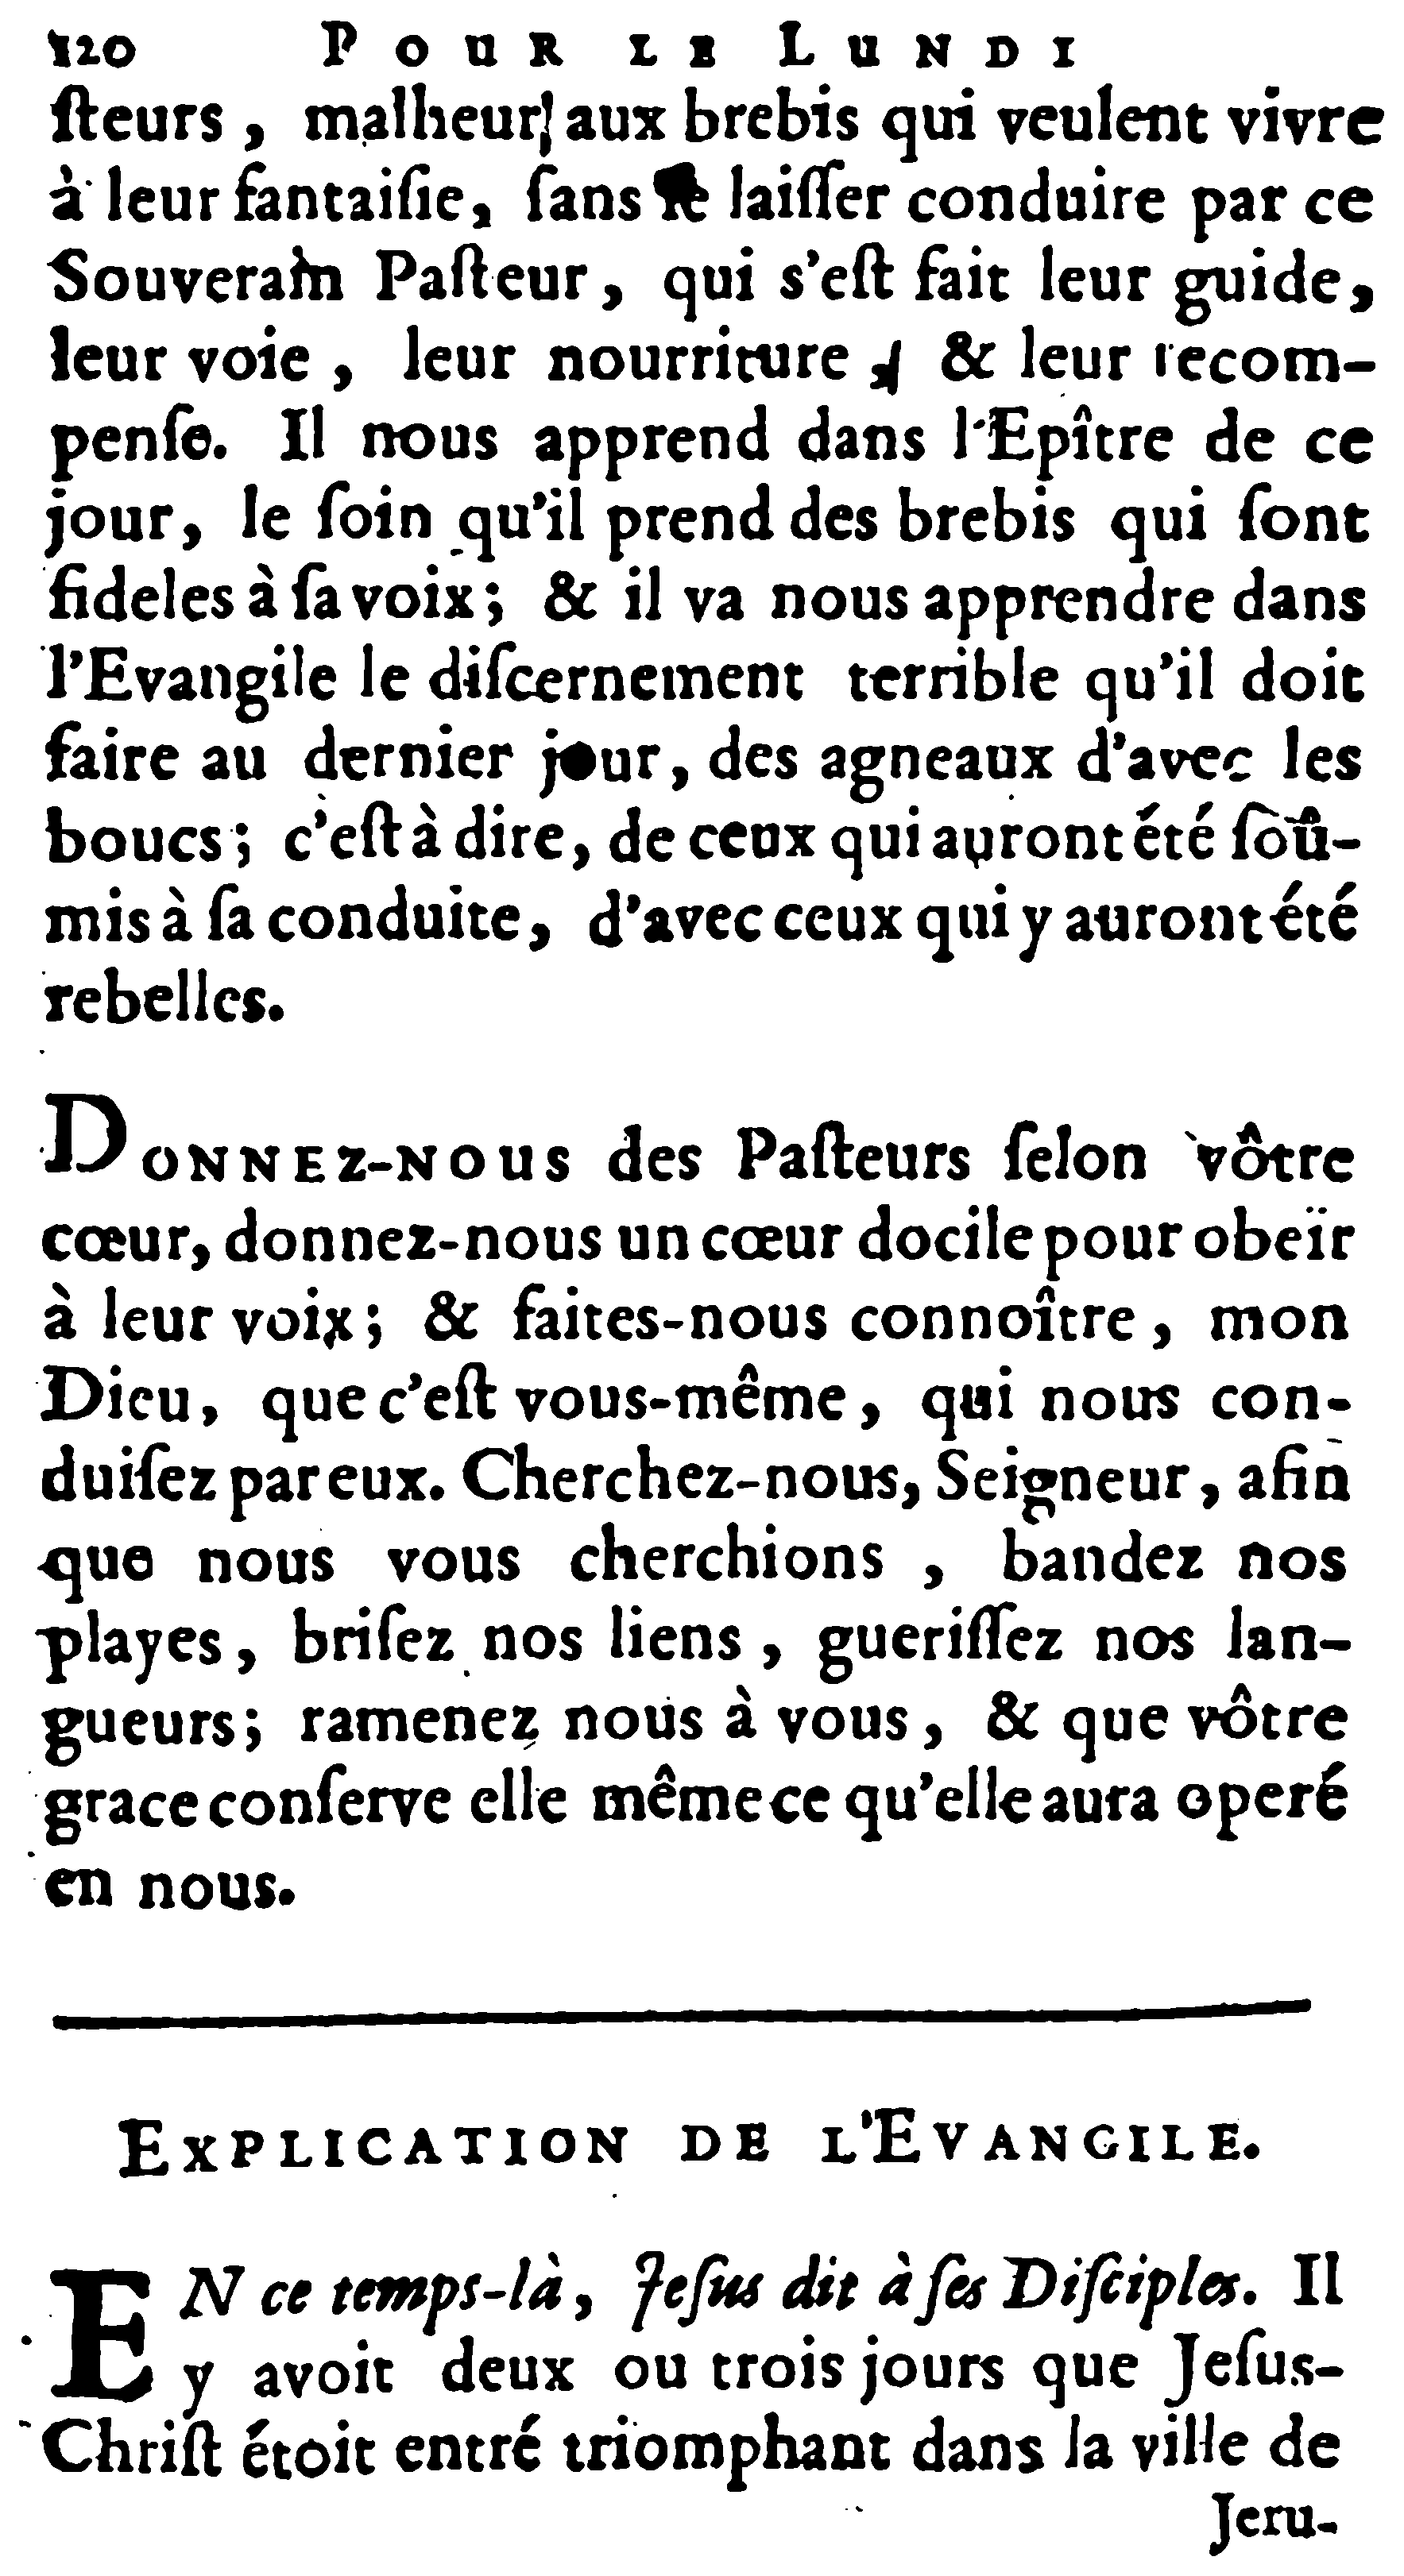 120 POUR LE LUNDI
ſteurs, malheur aux brebis qui veulent vivre
à leur fantaiſie, ſans ſe laiſſer conduire par ce
Souverain Paſteur, qui s'eſt fait leur guide,
leur voie, leur nourriture, & leur recom-
penſe. Il nous apprend dans l'Epître de ce
jour, le ſoin qu'il prend des brebis qui ſont
fideles à ſa voix; & il va nous apprendre dans
l'Evangile le diſcernement terrible qu'il doit
faire au dernier jour, des agneaux d'avec les
boucs; c'eſt à dire, de ceux qui auront été ſoû-
mis à ſa conduite, d'avec ceux qui y auront été
rebelles.
DONNEZ-NOUS des Paſteurs ſelon vôtre
cœur, donnez-nous un cœur docile pour obeïr
à leur voix; & faites-nous connoître, mon
Dieu, que c'eſt vous-même, qui nous con-
duiſez par eux. Cherchez-nous, Seigneur, afin
que nous vous cherchions, bandez nos
playes, briſez nos liens, gueriſſez nos lan-
gueurs; ramenez nous à vous, & que vôtre
grace conſerve elle même ce qu'elle aura operé
en nous.
EXPLICATION DE L'EVANGILE.
EN ce temps-là, Jeſus dit à ſes Diſciples. Il
y avoit deux ou trois jours que Jeſus-
Chriſt étoit entré triomphant dans la ville de
Jeru-